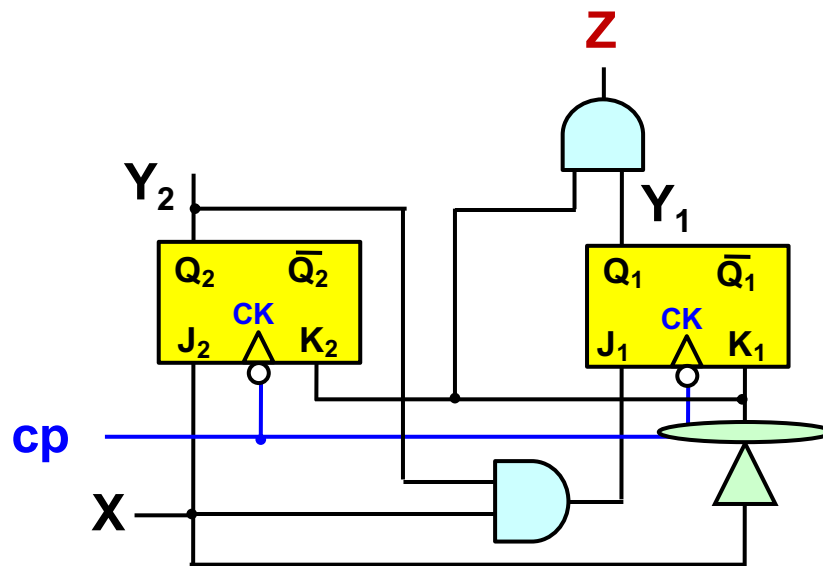 Z
Y₂
Y₁
Q₂ Q̅₂
Q₁ Q̅₁
CK
CK
J₂ K₂
J₁ K₁
cp
X